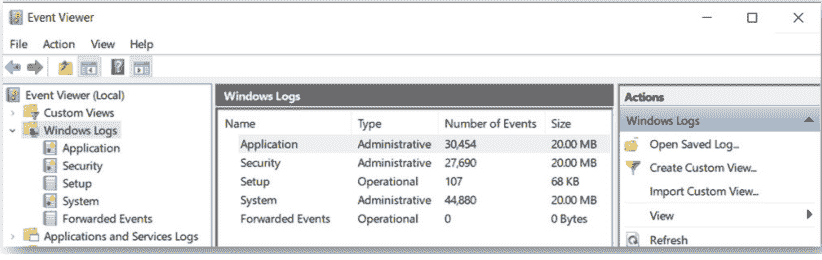 Event Viewer
File Action View Help
Event Viewer (Local)
Custom Views
Windows Logs
Application
Security
Setup
System
Forwarded Events
Applications and Services Logs
Windows Logs
Name Type Number of Events Size
Application Administrative 30,454 20.00 MB
Security Administrative 27,690 20.00 MB
Setup Operational 107 68 KB
System Administrative 44,880 20.00 MB
Forwarded Events Operational 0 0 Bytes
Actions
Windows Logs
Open Saved Log...
Create Custom View...
Import Custom View...
View
Refresh